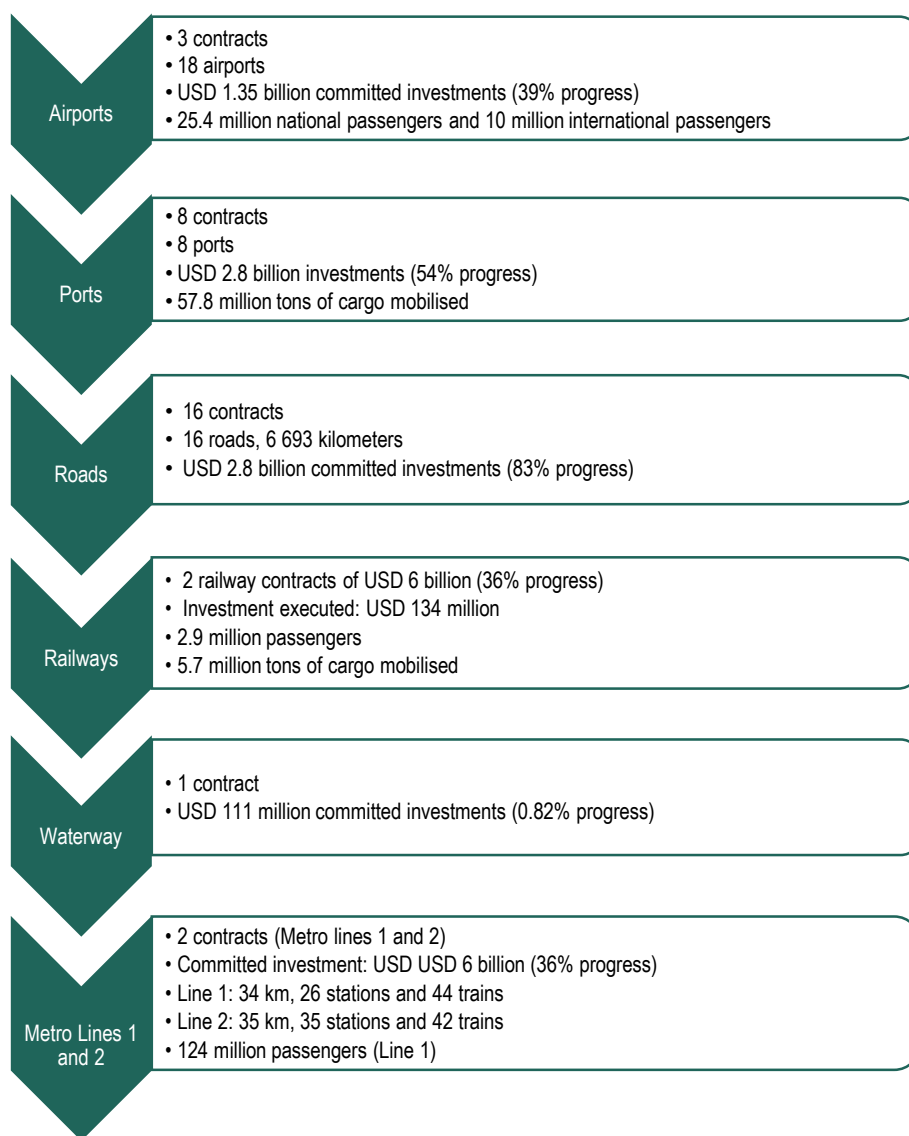 Airports
• 3 contracts
• 18 airports
• USD 1.35 billion committed investments (39% progress)
• 25.4 million national passengers and 10 million international passengers
Ports
• 8 contracts
• 8 ports
• USD 2.8 billion investments (54% progress)
• 57.8 million tons of cargo mobilised
Roads
• 16 contracts
• 16 roads, 6 693 kilometers
• USD 2.8 billion committed investments (83% progress)
Railways
• 2 railway contracts of USD 6 billion (36% progress)
• Investment executed: USD 134 million
• 2.9 million passengers
• 5.7 million tons of cargo mobilised
Waterway
• 1 contract
• USD 111 million committed investments (0.82% progress)
Metro Lines 1
and 2
• 2 contracts (Metro lines 1 and 2)
• Committed investment: USD USD 6 billion (36% progress)
• Line 1: 34 km, 26 stations and 44 trains
• Line 2: 35 km, 35 stations and 42 trains
• 124 million passengers (Line 1)